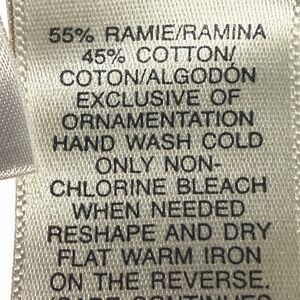 55% RAMIE/RAMINA
45% COTTON/
COTON/ALGODÓN
EXCLUSIVE OF
ORNAMENTATION
HAND WASH COLD
ONLY NON-
CHLORINE BLEACH
WHEN NEEDED
RESHAPE AND DRY
FLAT WARM IRON
ON THE REVERSE.